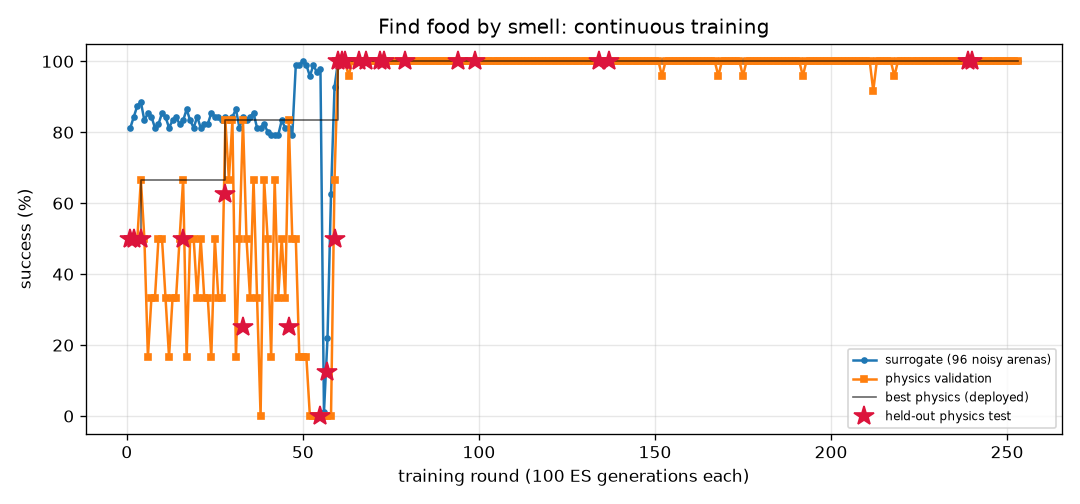 Find food by smell: continuous training
success (%)
100
80
60
40
20
0
0 50 100 150 200 250
training round (100 ES generations each)
surrogate (96 noisy arenas)
physics validation
best physics (deployed)
held-out physics test